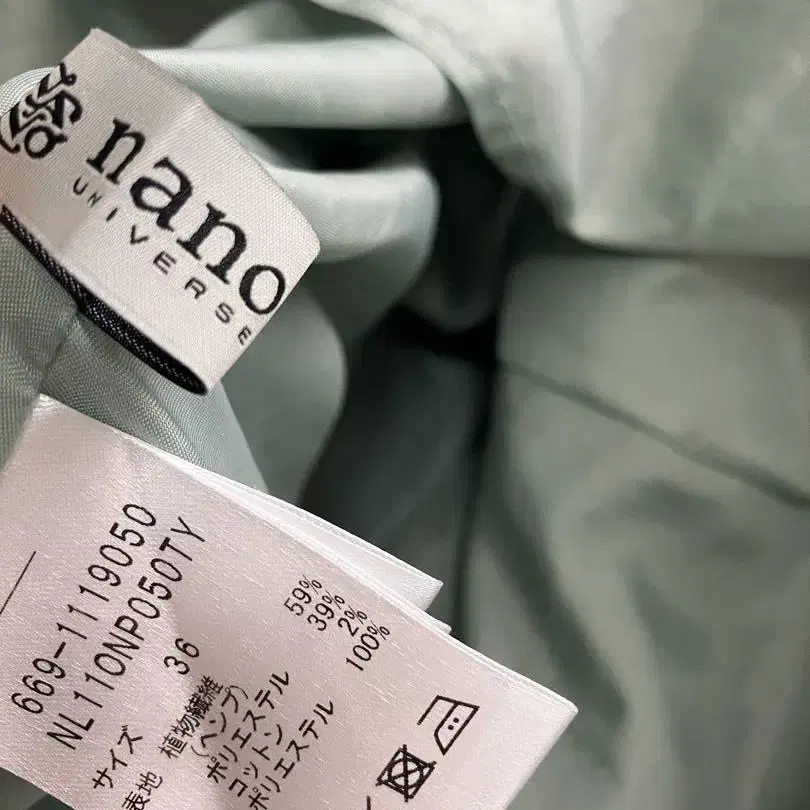 nano
UNIVERSE
669-1119050
NL110NP050TY
サイズ 36
表地 植物繊維 59%
(ヘンプ)
ポリエステル 39%
コットン 2%
ポリエステル 100%